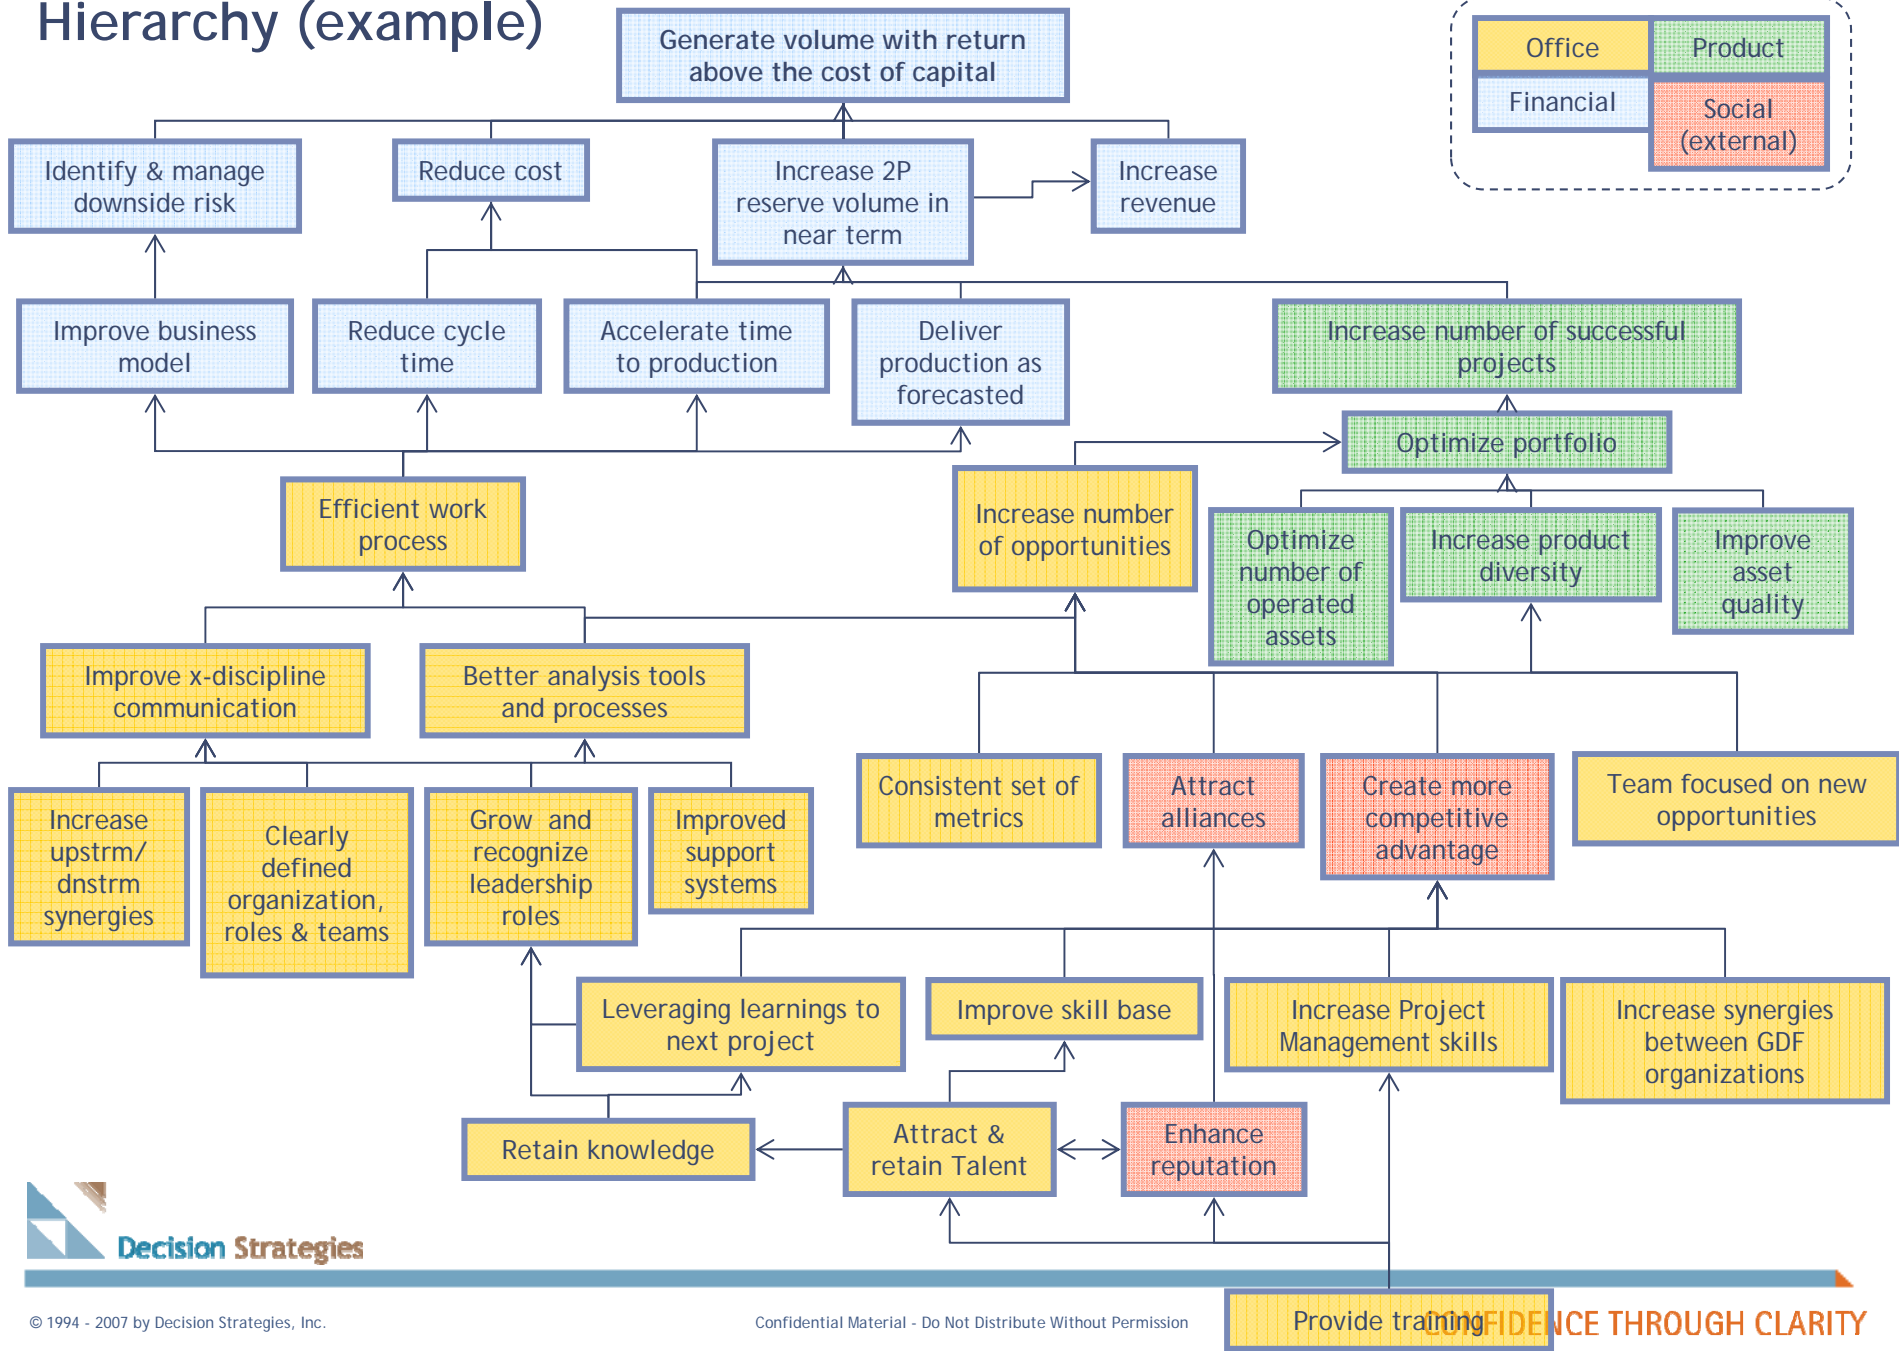 Hierarchy (example)
Generate volume with return
above the cost of capital
Office
Product
Financial
Social
(external)
Identify & manage
downside risk
Reduce cost
Increase 2P
reserve volume in
near term
Increase
revenue
Improve business
model
Reduce cycle
time
Accelerate time
to production
Deliver
production as
forecasted
Increase number of successful
projects
Optimize portfolio
Efficient work
process
Increase number
of opportunities
Optimize
number of
operated
assets
Increase product
diversity
Improve
asset
quality
Improve x-discipline
communication
Better analysis tools
and processes
Consistent set of
metrics
Attract
alliances
Create more
competitive
advantage
Team focused on new
opportunities
Increase
upstrm/
dnstrm
synergies
Clearly
defined
organization,
roles & teams
Grow and
recognize
leadership
roles
Improved
support
systems
Leveraging learnings to
next project
Improve skill base
Increase Project
Management skills
Increase synergies
between GDF
organizations
Retain knowledge
Attract &
retain Talent
Enhance
reputation
Decision Strategies
© 1994 - 2007 by Decision Strategies, Inc.
Confidential Material - Do Not Distribute Without Permission
Provide training
CONFIDENCE THROUGH CLARITY